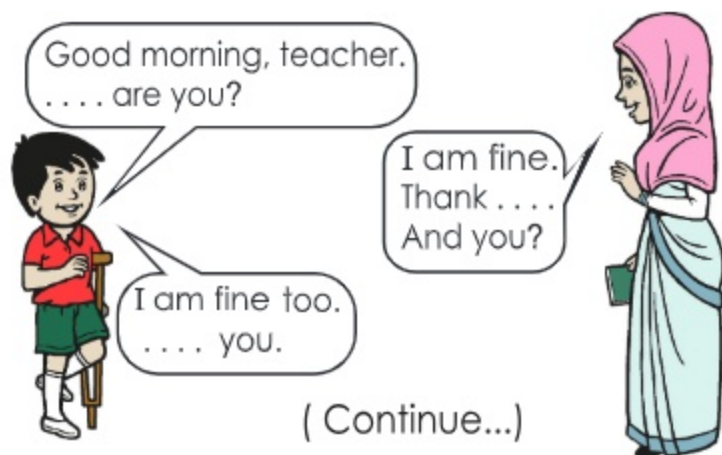 Good morning, teacher.
. . . . are you?
I am fine.
Thank . . . .
And you?
I am fine too.
. . . . you.
( Continue...)